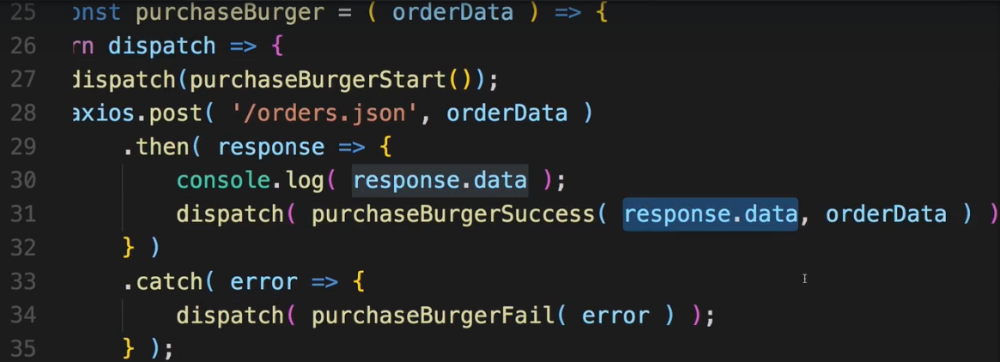 25 onst purchaseBurger = ( orderData ) => {
26 rn dispatch => {
27 dispatch(purchaseBurgerStart());
28 axios.post( '/orders.json', orderData )
29 .then( response => {
30 console.log( response.data );
31 dispatch( purchaseBurgerSuccess( response.data, orderData ) )
32 } )
33 .catch( error => {
34 dispatch( purchaseBurgerFail( error ) );
35 } );